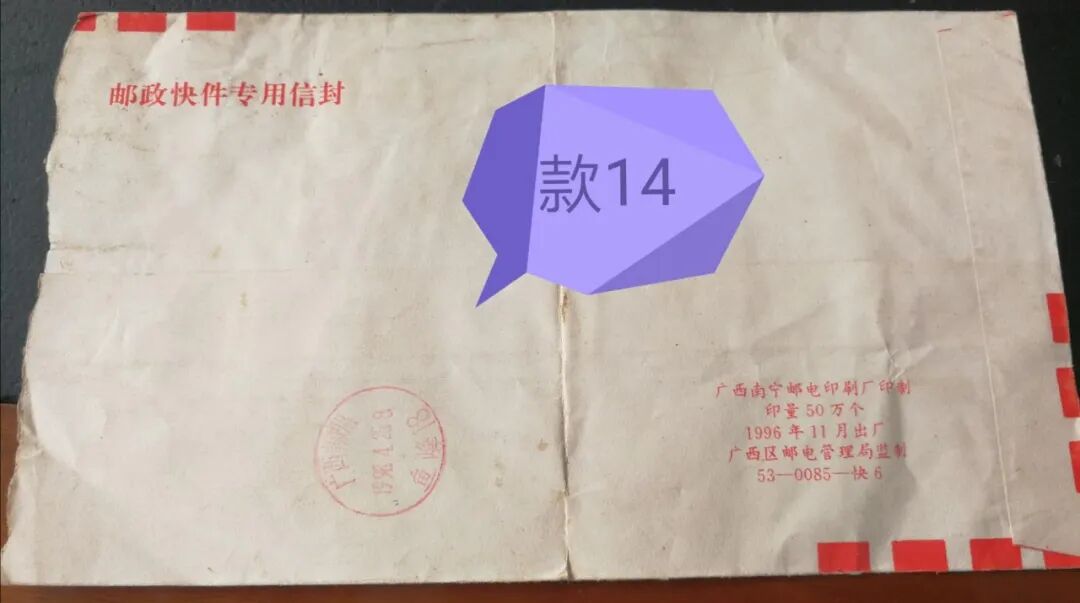 邮政快件专用信封
款14
广西南宁邮电印刷厂印制
印量50万个
1996年11月出厂
广西区邮电管理局监制
53—0085—快6